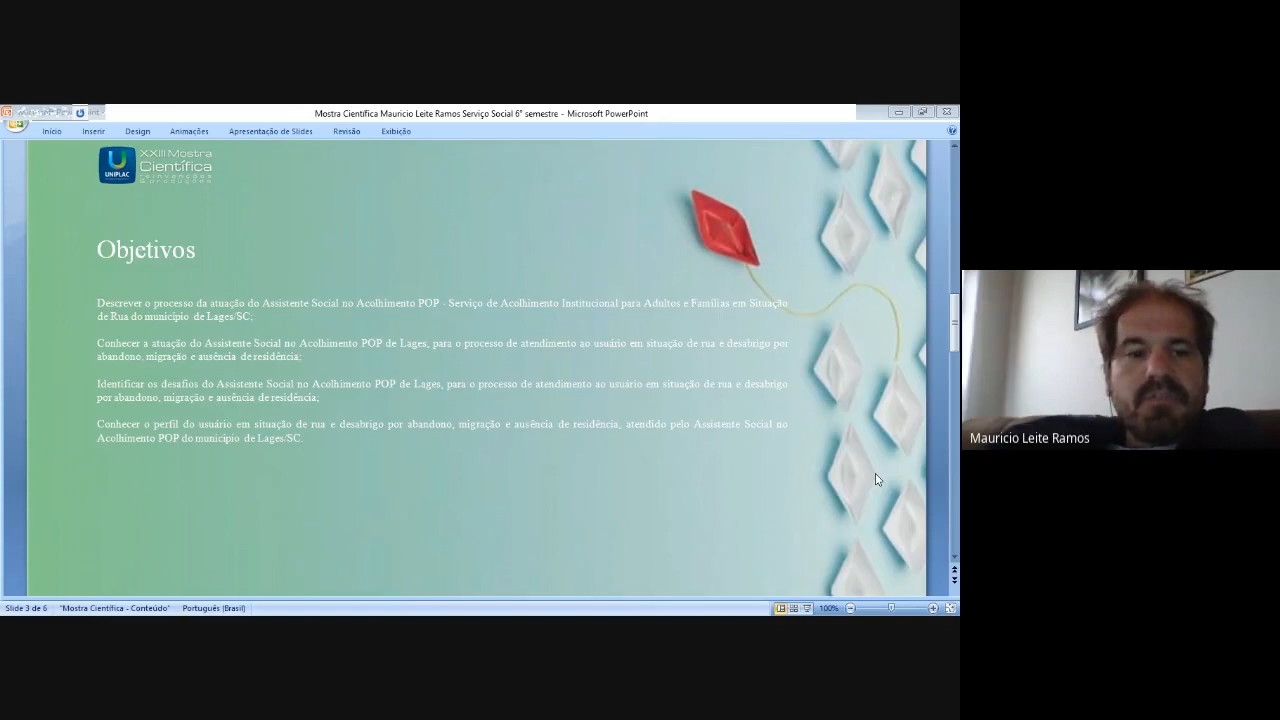 Mostra Científica Mauricio Leite Ramos Serviço Social 6° semestre - Microsoft PowerPoint
Início Inserir Design Animações Apresentação de Slides Revisão Exibição
UNIPLAC
XXIII Mostra
Científica
reinvenções
& produções
Objetivos
Descrever o processo da atuação do Assistente Social no Acolhimento POP - Serviço de Acolhimento Institucional para Adultos e Famílias em Situação
de Rua do município de Lages/SC;
Conhecer a atuação do Assistente Social no Acolhimento POP de Lages, para o processo de atendimento ao usuário em situação de rua e desabrigo por
abandono, migração e ausência de residência;
Identificar os desafios do Assistente Social no Acolhimento POP de Lages, para o processo de atendimento ao usuário em situação de rua e desabrigo
por abandono, migração e ausência de residência;
Conhecer o perfil do usuário em situação de rua e desabrigo por abandono, migração e ausência de residência, atendido pelo Assistente Social no
Acolhimento POP do município de Lages/SC.
Mauricio Leite Ramos
Slide 3 de 6 "Mostra Científica - Conteúdo" Português (Brasil) 100%